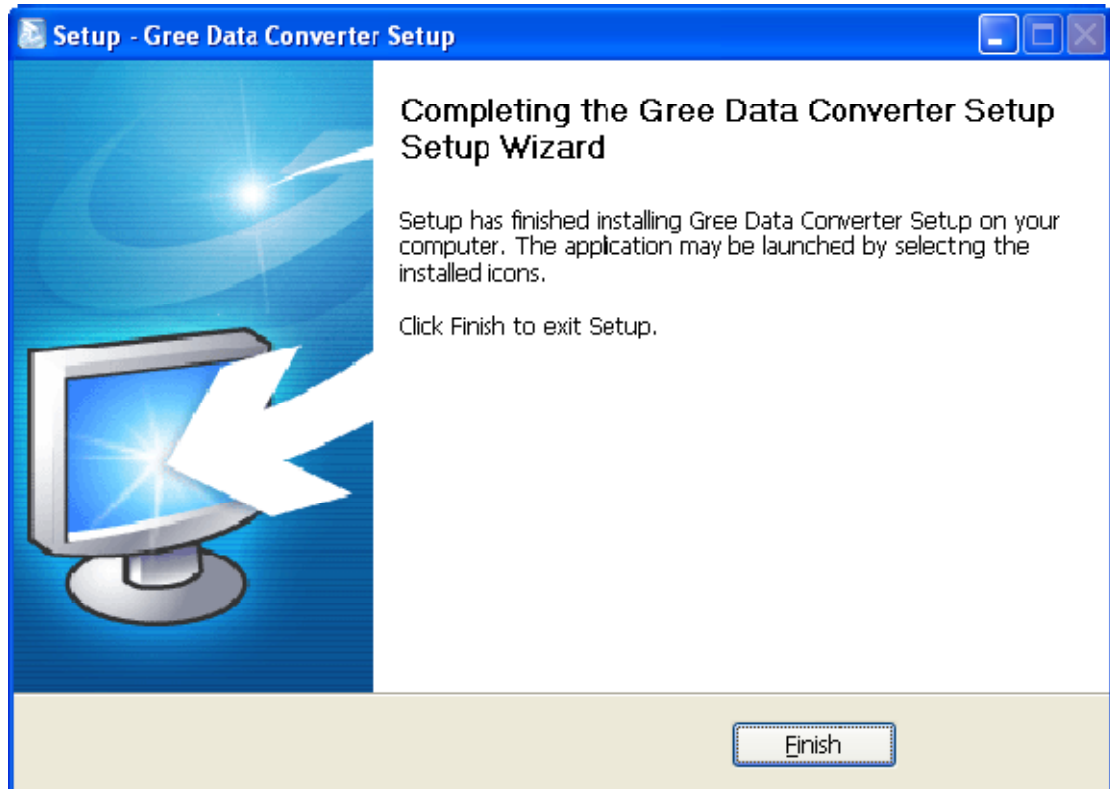 Setup - Gree Data Converter Setup
Completing the Gree Data Converter Setup
Setup Wizard
Setup has finished installing Gree Data Converter Setup on your
computer. The application may be launched by selectng the
installed icons.
Click Finish to exit Setup.
Finish